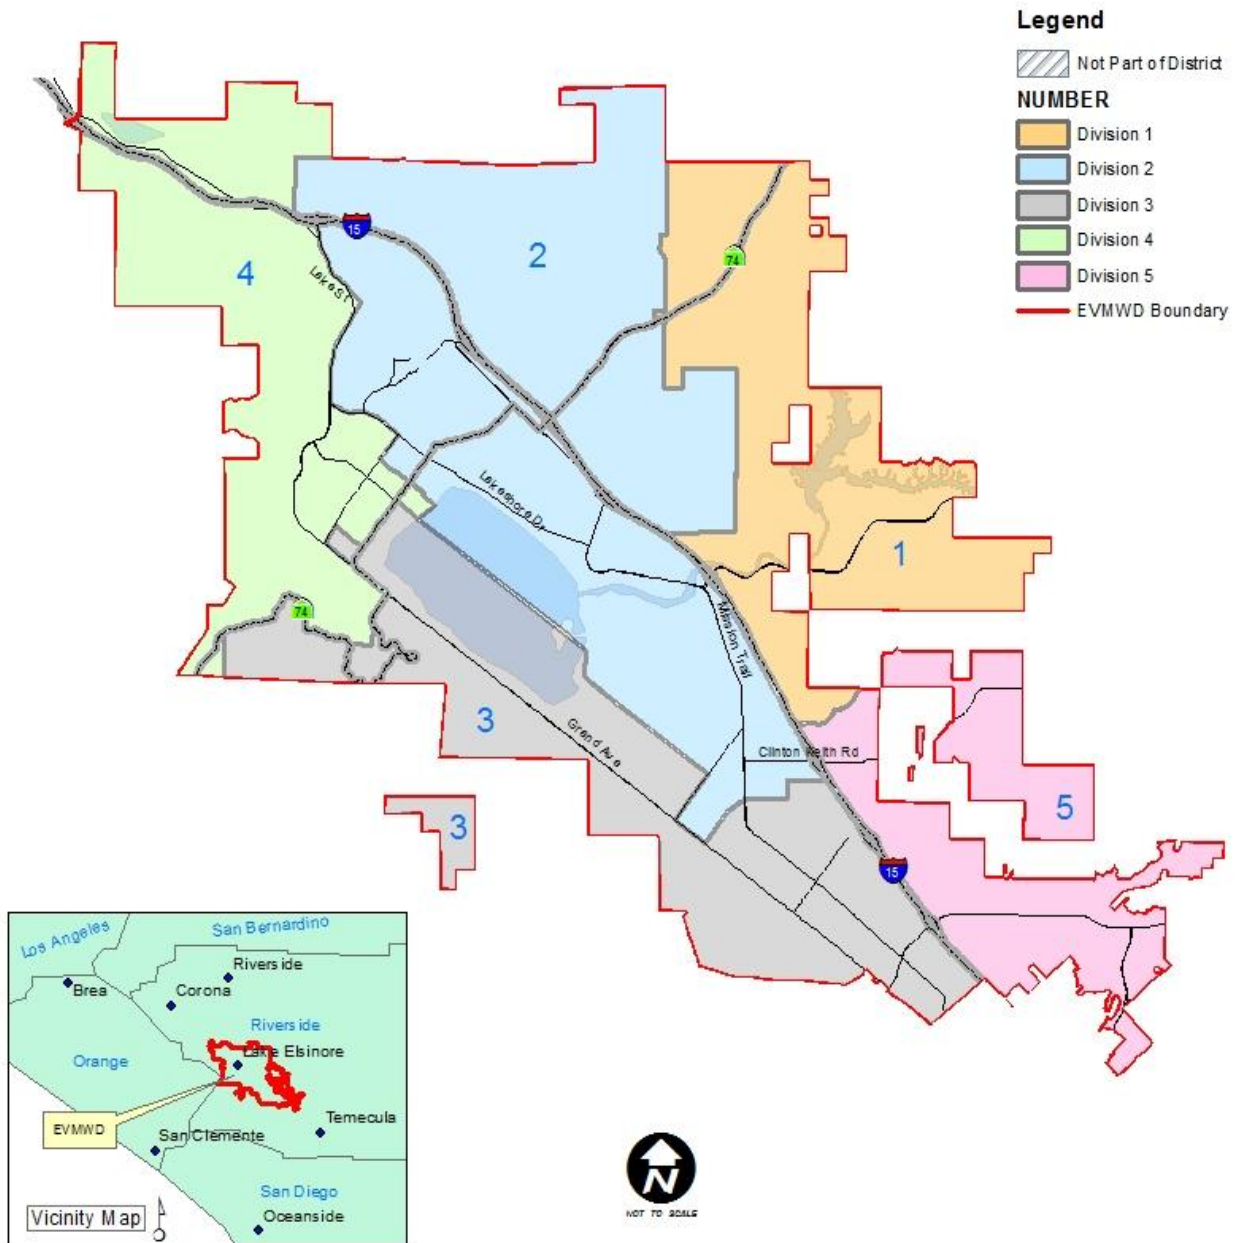 Legend
Not Part of District
NUMBER
Division 1
Division 2
Division 3
Division 4
Division 5
EVMWD Boundary
15
2
74
4
Lake St
Lakeshore Dr
1
74
Mission Trail
3
Grand Ave
Clinton Keith Rd
5
3
15
Los Angeles
San Bernardino
Riverside
Brea
Corona
Riverside
Lake Elsinore
Orange
EVMWD
Temecula
San Clemente
San Diego
Oceanside
Vicinity Map
N
NOT TO SCALE